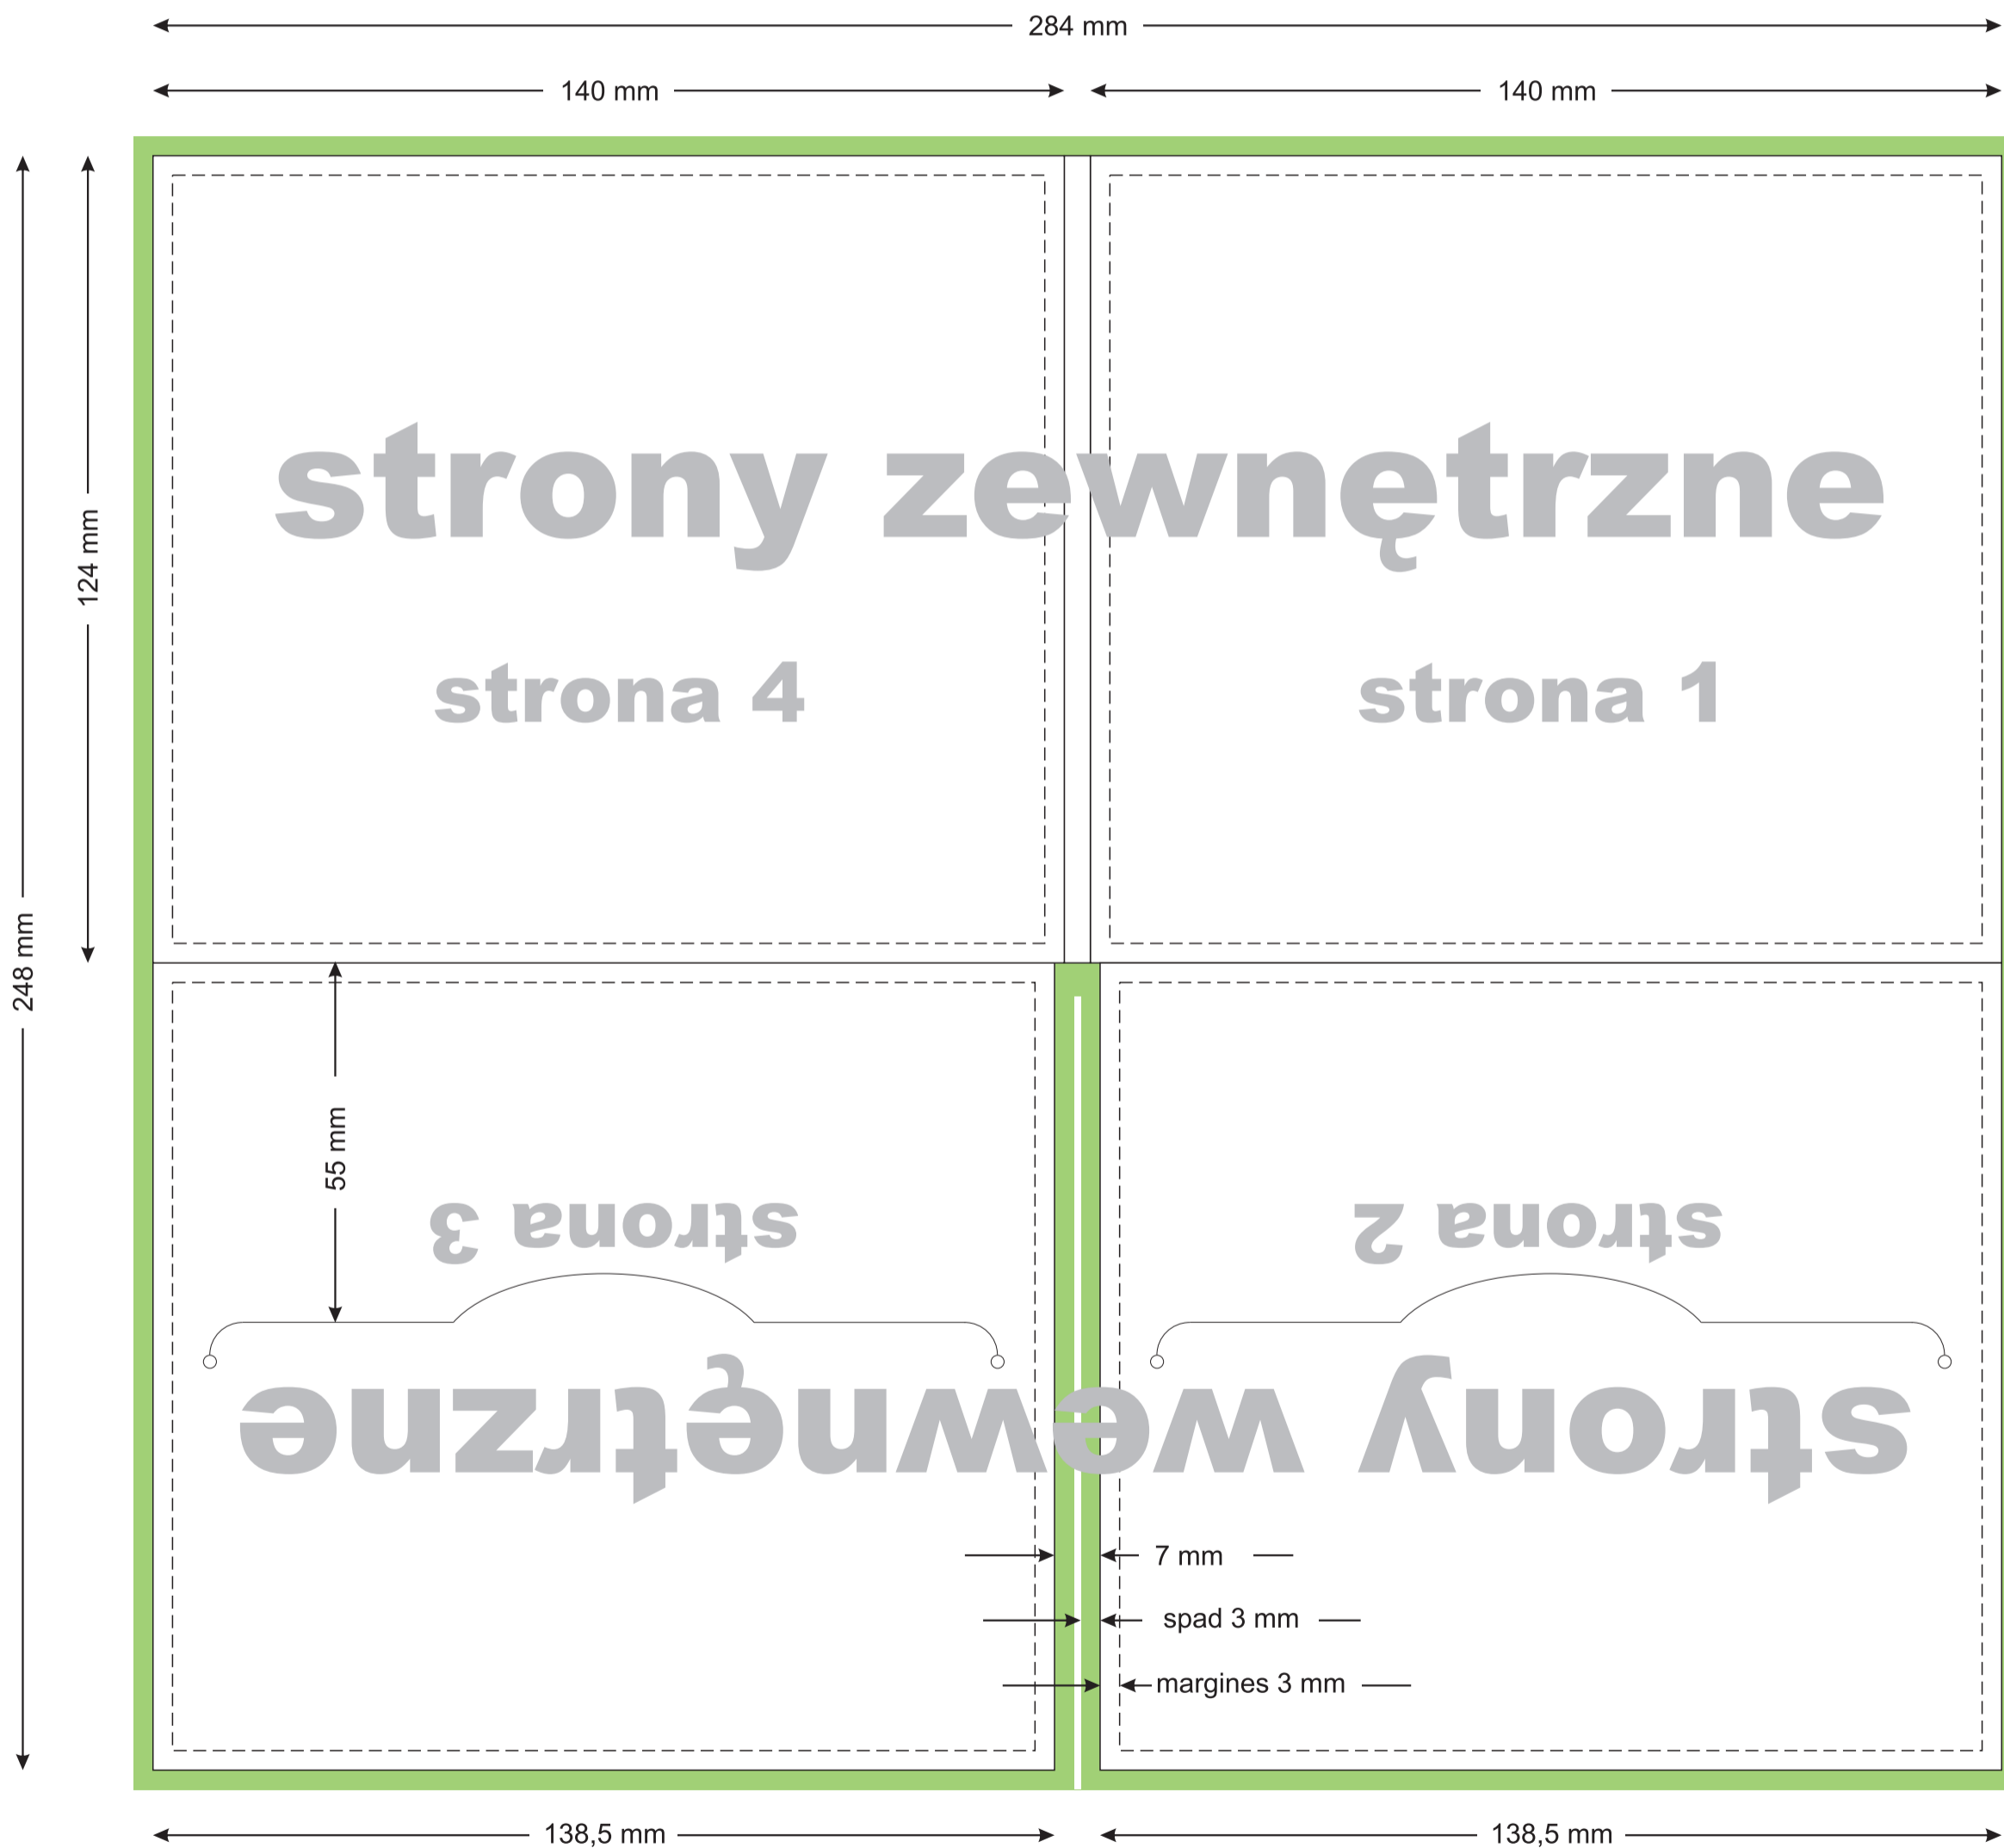 284 mm
140 mm 140 mm
248 mm
124 mm
strony zewnętrzne
strona 4 strona 1
55 mm
strona 3 strona 2
strony wewnętrzne
7 mm
spad 3 mm
margines 3 mm
138,5 mm 138,5 mm